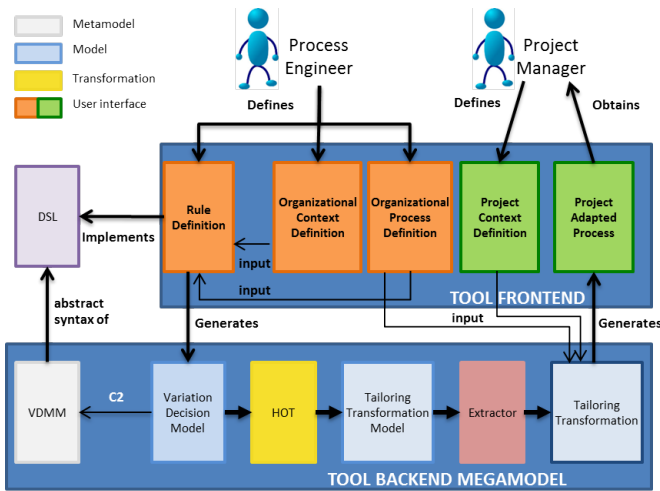 Metamodel
Model
Transformation
User interface
Process
Engineer
Project
Manager
Defines
Defines
Obtains
DSL
Rule
Definition
Organizational
Context
Definition
Organizational
Process
Definition
Project
Context
Definition
Project
Adapted
Process
Implements
input
input
TOOL FRONTEND
abstract
syntax of
Generates
input
Generates
VDMM
C2
Variation
Decision
Model
HOT
Tailoring
Transformation
Model
Extractor
Tailoring
Transformation
TOOL BACKEND MEGAMODEL